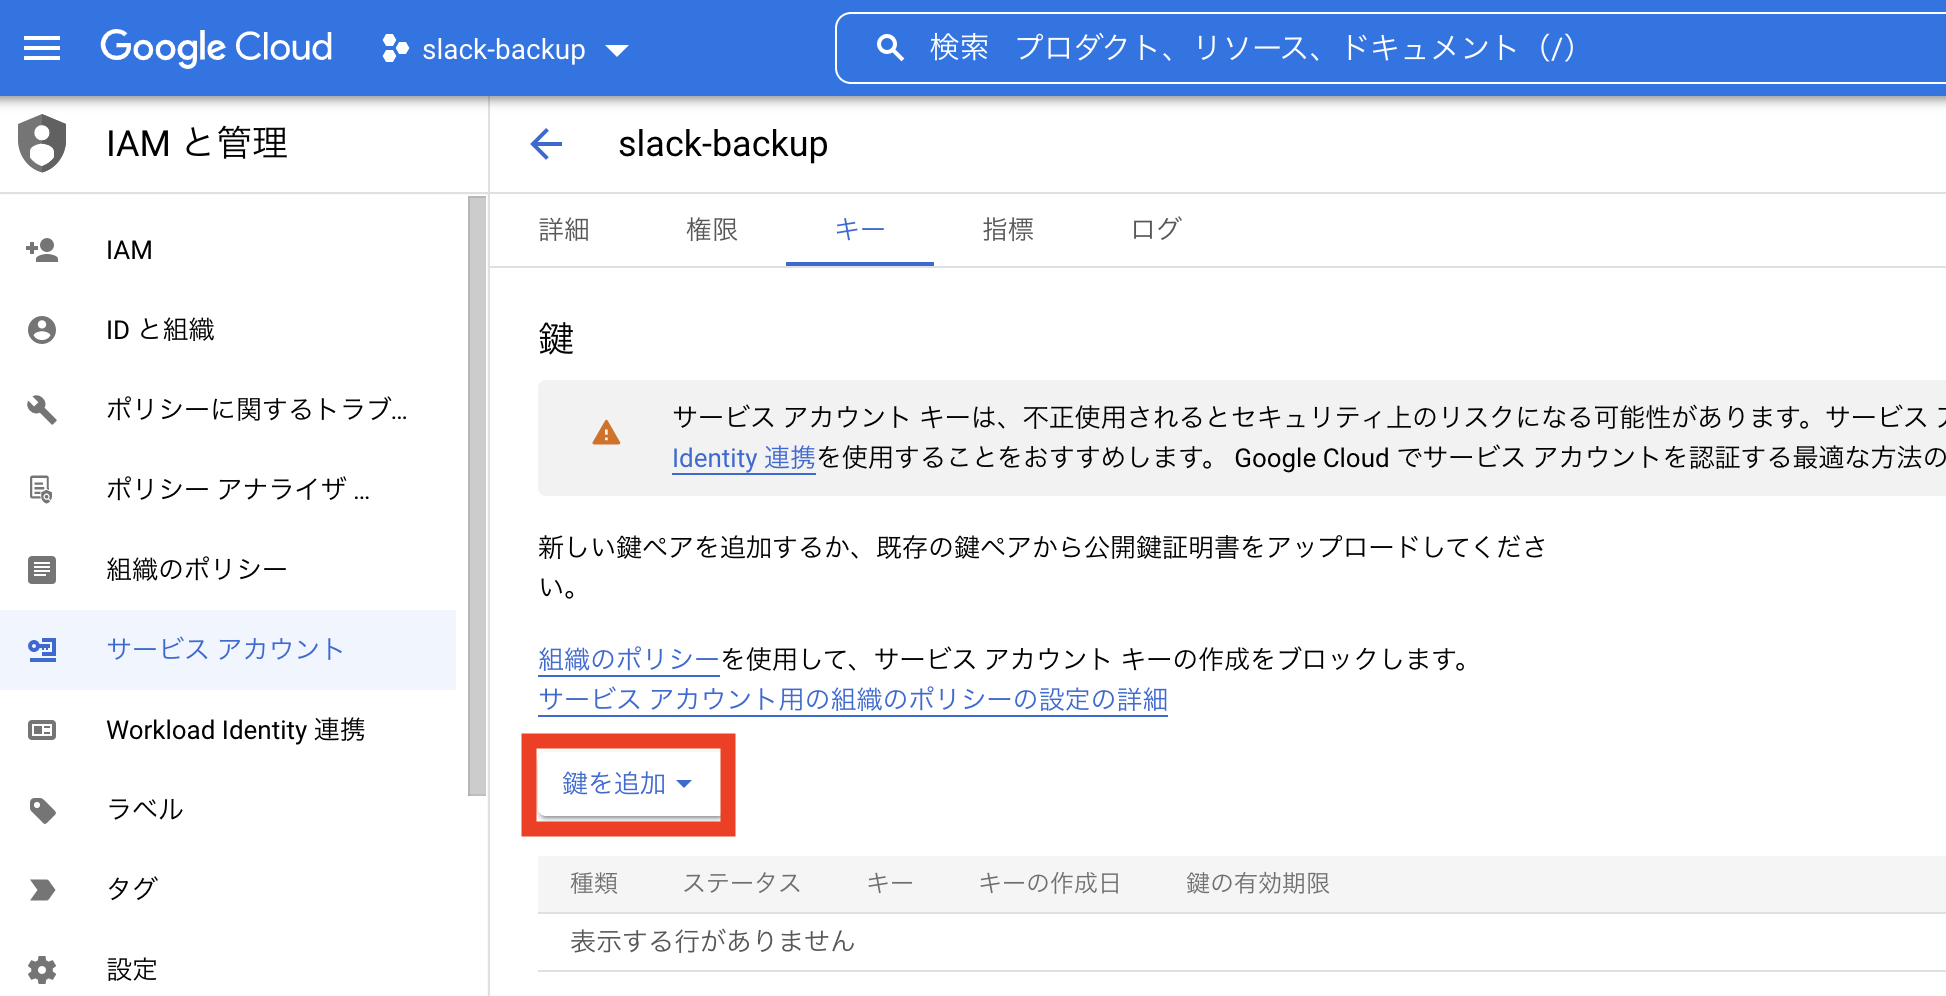 Google Cloud
slack-backup
検索 プロダクト、リソース、ドキュメント (/)
IAM と管理
IAM
ID と組織
ポリシーに関するトラブ...
ポリシー アナライザ ...
組織のポリシー
サービス アカウント
Workload Identity 連携
ラベル
タグ
設定
slack-backup
詳細 権限 キー 指標 ログ
鍵
サービス アカウント キーは、不正使用されるとセキュリティ上のリスクになる可能性があります。サービス
Identity 連携を使用することをおすすめします。 Google Cloud でサービス アカウントを認証する最適な方法の
新しい鍵ペアを追加するか、既存の鍵ペアから公開鍵証明書をアップロードしてくださ
い。
組織のポリシーを使用して、サービス アカウント キーの作成をブロックします。
サービス アカウント用の組織のポリシーの設定の詳細
鍵を追加
種類 ステータス キー キーの作成日 鍵の有効期限
表示する行がありません